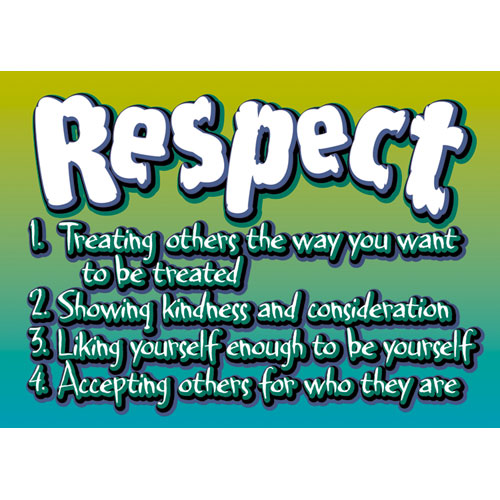 Respect
1. Treating others the way you want
to be treated
2. Showing kindness and consideration
3. Liking yourself enough to be yourself
4. Accepting others for who they are